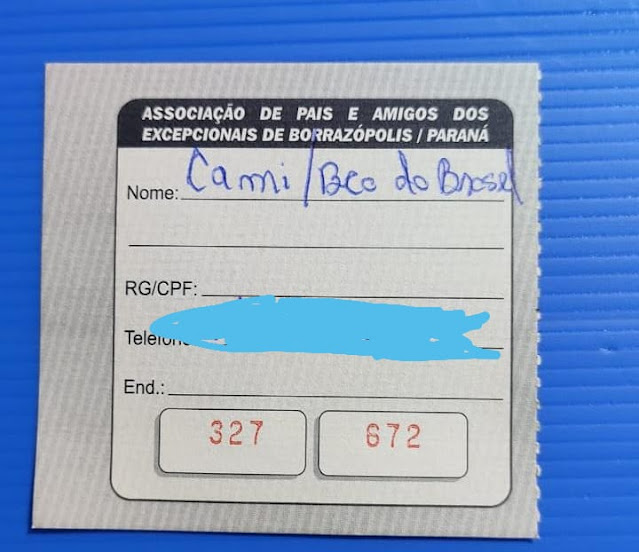 ASSOCIAÇÃO DE PAIS E AMIGOS DOS
EXCEPCIONAIS DE BORRAZÓPOLIS / PARANÁ
Nome: Cami / Bco do Brasil
RG/CPF:
Telefone
End.:
327 672